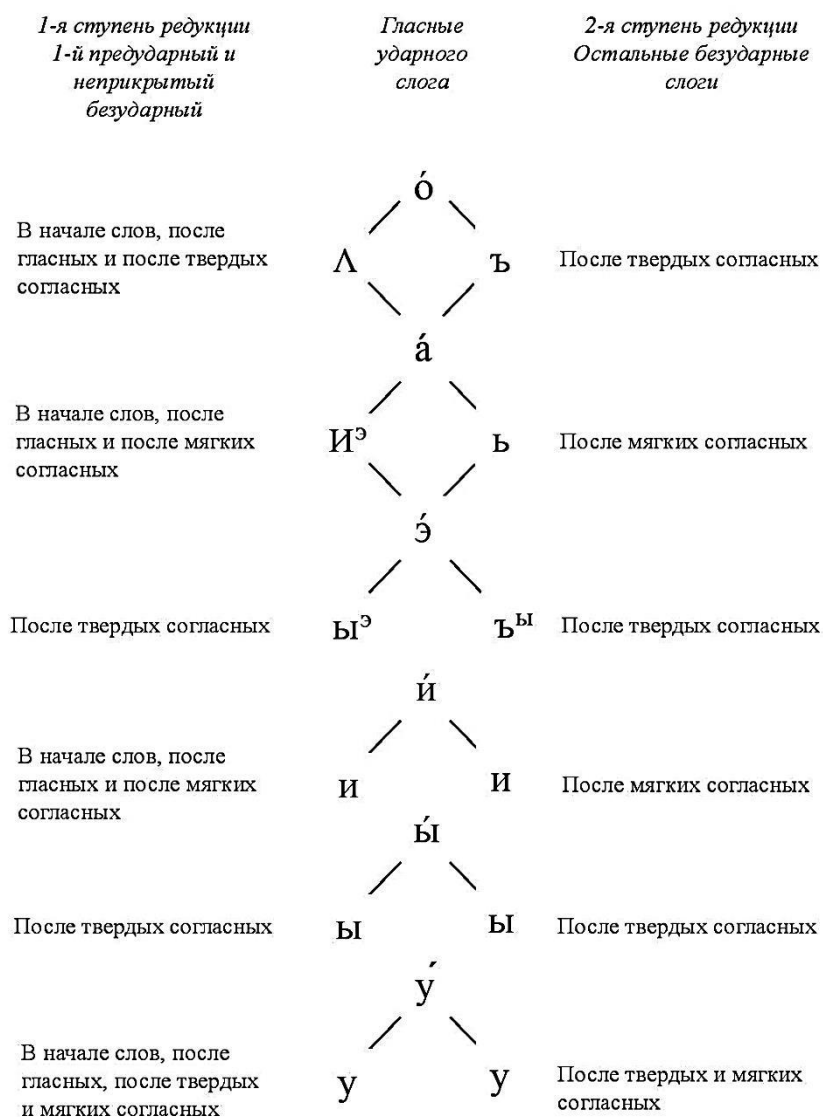 1-я ступень редукции
1-й предударный и
неприкрытый
безударный
Гласные
ударного
слога
2-я ступень редукции
Остальные безударные
слоги
о́
В начале слов, после
гласных и после твердых
согласных
Λ
ъ
После твердых согласных
а́
В начале слов, после
гласных и после мягких
согласных
Иэ
ь
После мягких согласных
э́
После твердых согласных
ыэ
ъы
После твердых согласных
и́
В начале слов, после
гласных и после мягких
согласных
и
и
После мягких согласных
ы́
После твердых согласных
ы
ы
После твердых согласных
у́
В начале слов, после
гласных, после твердых
и мягких согласных
у
у
После твердых и мягких
согласных